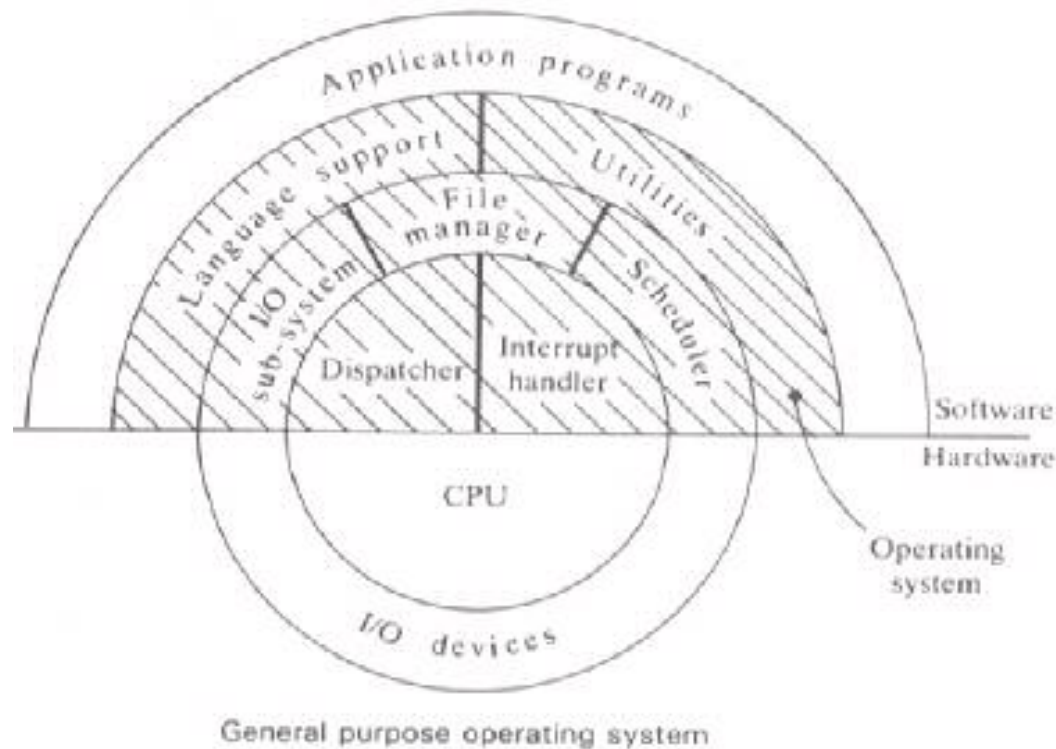 Application programs
Language support
Utilities
File
manager
I/O
sub-system
Scheduler
Dispatcher
Interrupt
handler
Software
Hardware
CPU
Operating
system
I/O devices
General purpose operating system